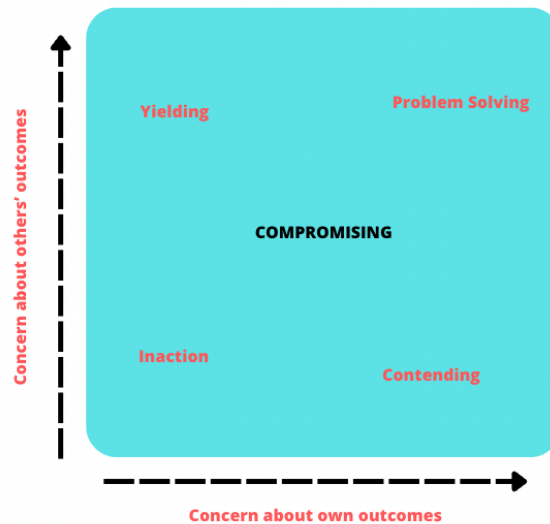 Concern about others’ outcomes
Yielding
Problem Solving
COMPROMISING
Inaction
Contending
Concern about own outcomes